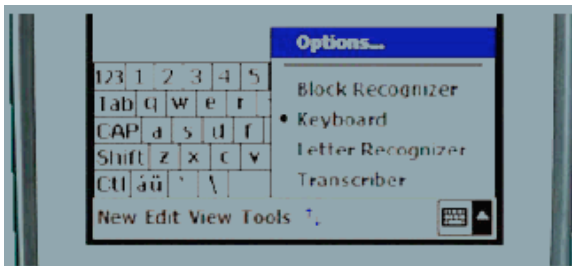 Options...
123 1 2 3 4 5
Block Recognizer
Tab q w e r
Keyboard
CAP a s d f
Letter Recognizer
Shift z x c v
Transcriber
Ctl áü ` \
New Edit View Tools